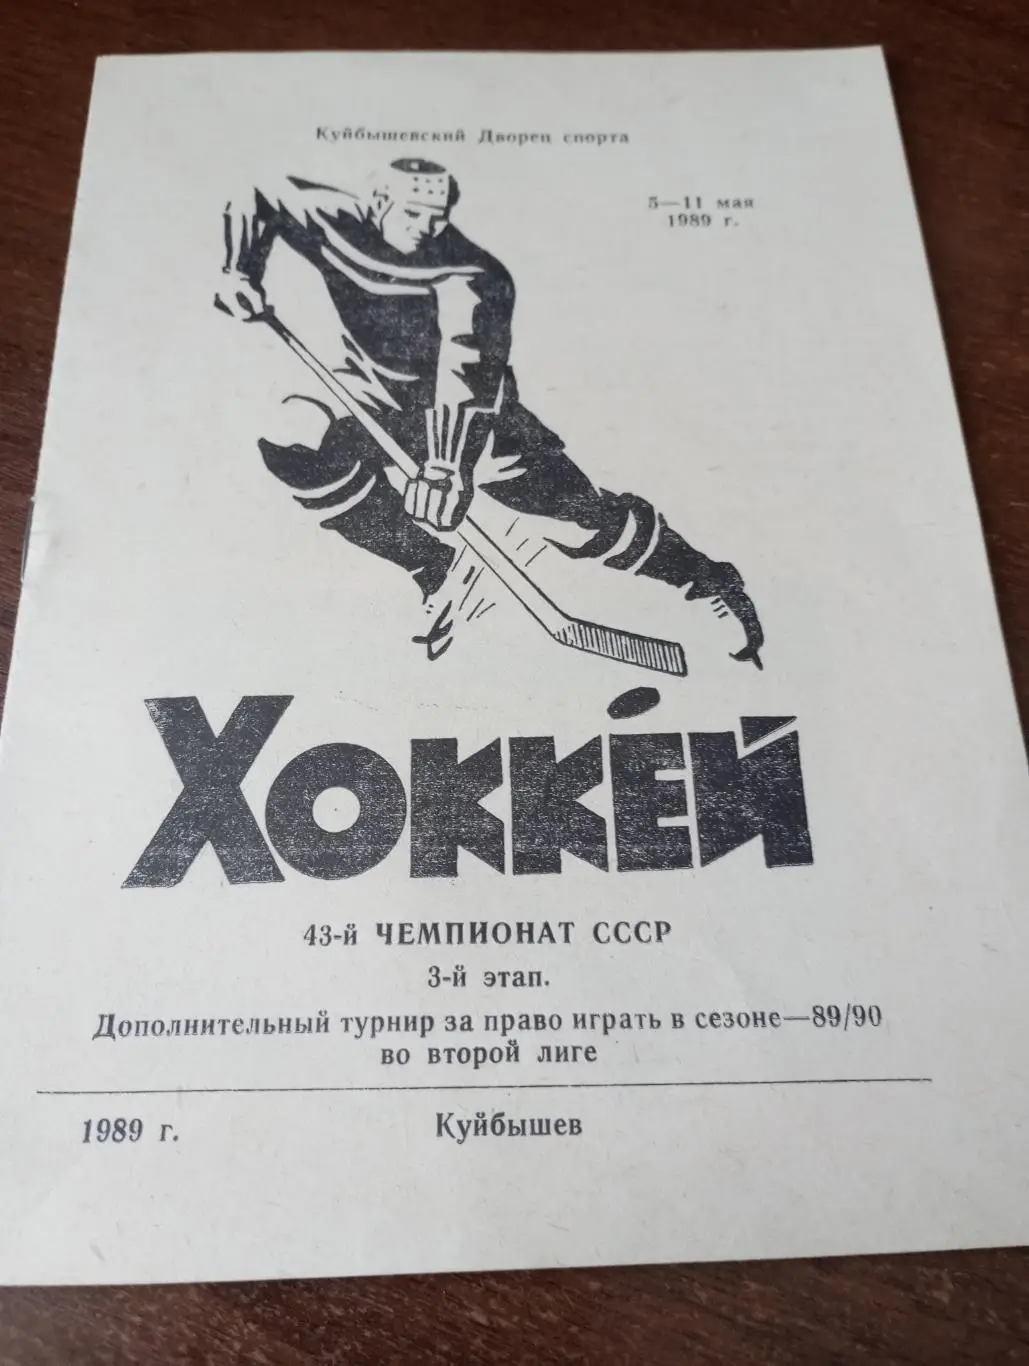 Куйбышевский Дворец спорта
5—11 мая
1989 г.
ХОККЕЙ
43-й ЧЕМПИОНАТ СССР
3-й этап.
Дополнительный турнир за право играть в сезоне—89/90
во второй лиге
1989 г. Куйбышев